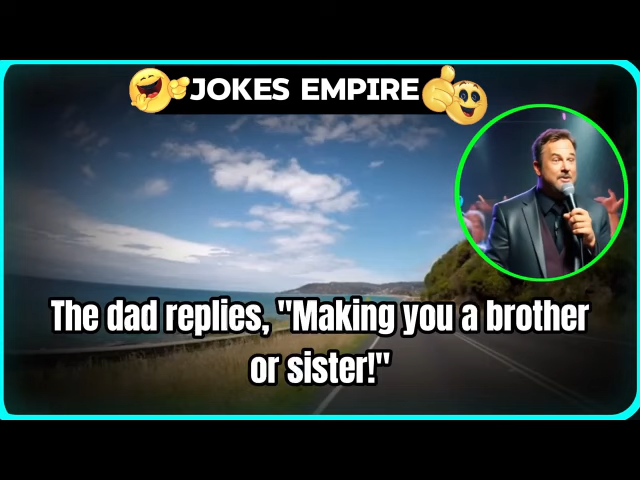 JOKES EMPIRE
The dad replies, "Making you a brother
or sister!"